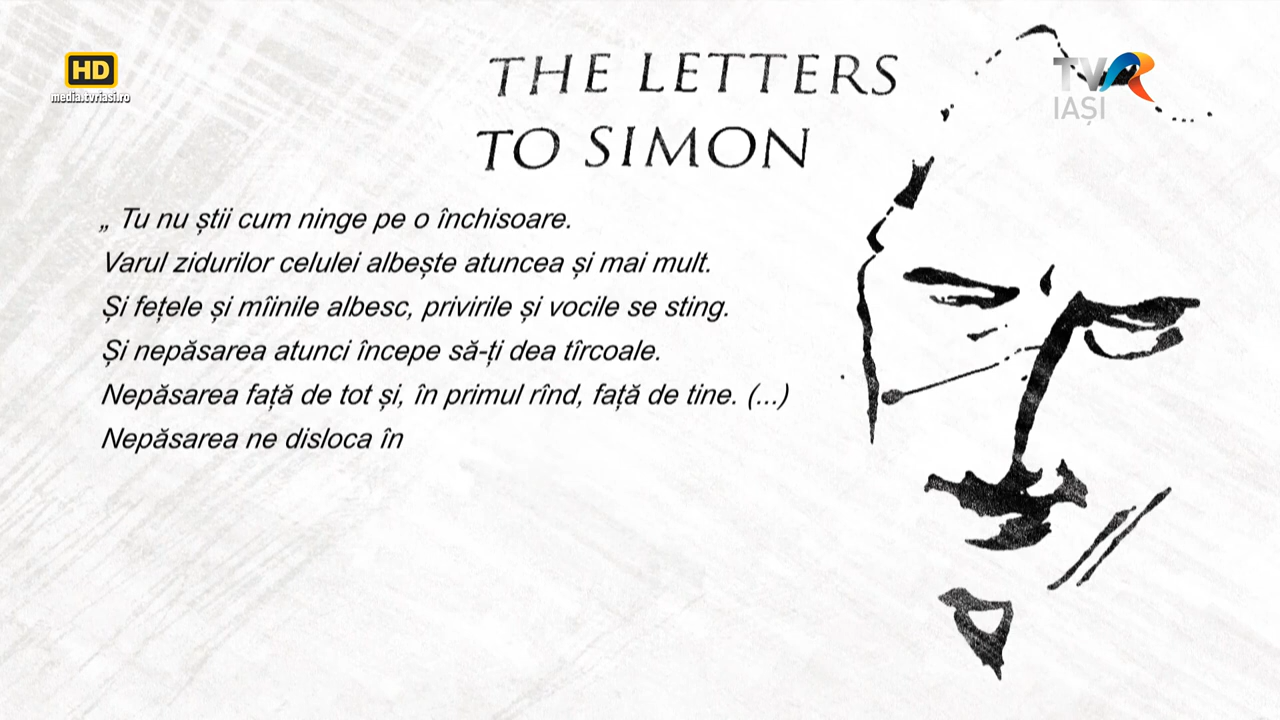 HD
media.tvriasi.ro
TVR
IAȘI
THE LETTERS
TO SIMON
„ Tu nu știi cum ninge pe o închisoare.
Varul zidurilor celulei albește atuncea și mai mult.
Și fețele și mîinile albesc, privirile și vocile se sting.
Și nepăsarea atunci începe să-ți dea tîrcoale.
Nepăsarea față de tot și, în primul rînd, față de tine. (...)
Nepăsarea ne disloca în